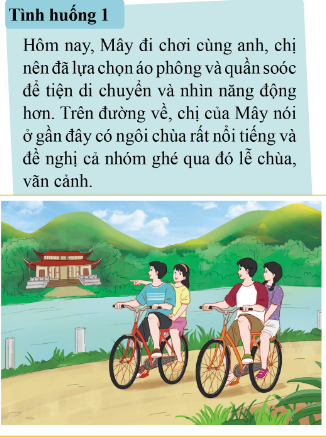 Tình huống 1
Hôm nay, Mây đi chơi cùng anh, chị
nên đã lựa chọn áo phông và quần soóc
để tiện di chuyển và nhìn năng động
hơn. Trên đường về, chị của Mây nói
ở gần đây có ngôi chùa rất nổi tiếng và
đề nghị cả nhóm ghé qua đó lễ chùa,
vãn cảnh.